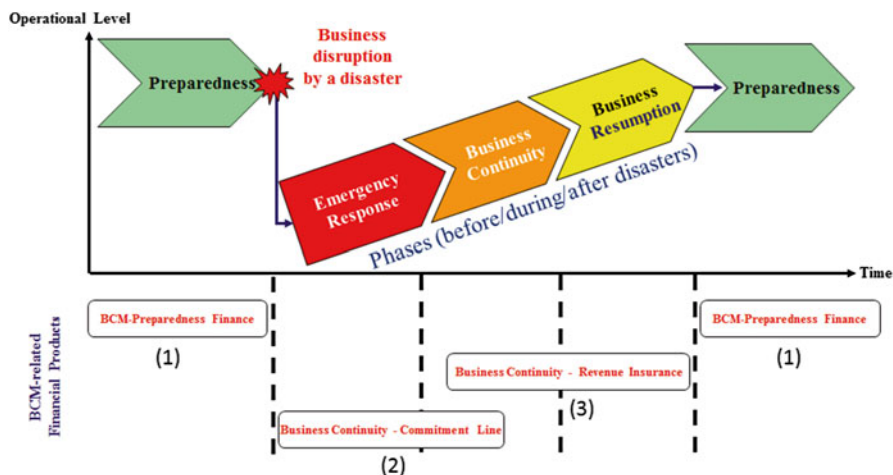 Operational Level
Business
disruption
by a disaster
Preparedness
Business
Resumption
Preparedness
Business
Continuity
Emergency
Response
Phases (before/during/after disasters)
Time
BCM-related
Financial Products
BCM-Preparedness Finance
(1)
BCM-Preparedness Finance
(1)
Business Continuity - Revenue Insurance
(3)
Business Continuity - Commitment Line
(2)